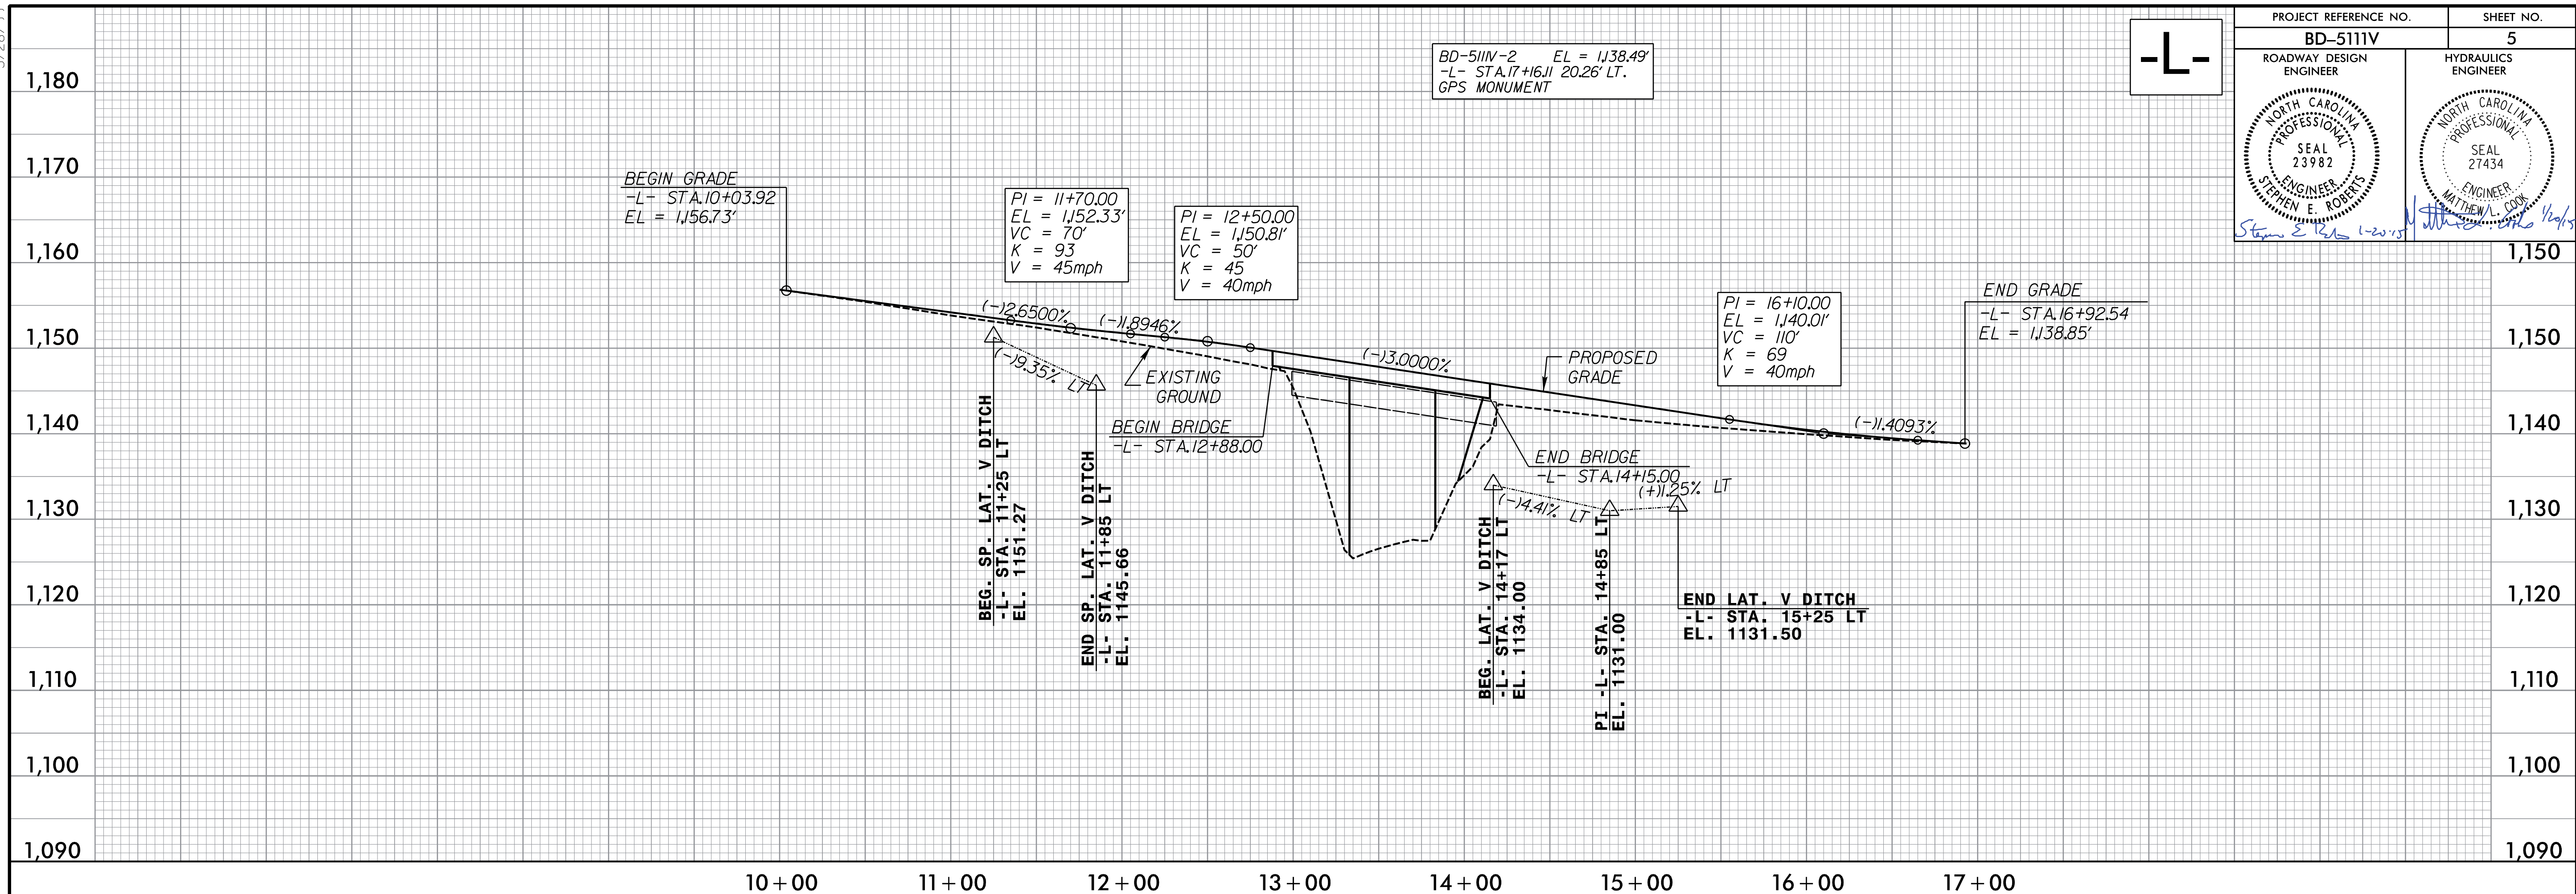 PROJECT REFERENCE NO.
SHEET NO.
BD–5111V
5
ROADWAY DESIGN
ENGINEER
HYDRAULICS
ENGINEER
NORTH CAROLINA
PROFESSIONAL
SEAL
23982
ENGINEER
STEPHEN E. ROBERTS
1-20-15
NORTH CAROLINA
PROFESSIONAL
SEAL
27434
ENGINEER
MATTHEW L. COOK
1/20/15
-L-
BD-5111V-2 EL = 1,138.49'
-L- STA.17+16.11 20.26' LT.
GPS MONUMENT
1,180
1,170
1,160
1,150
1,140
1,130
1,120
1,110
1,100
1,090
BEGIN GRADE
-L- STA.10+03.92
EL = 1,156.73'
PI = 11+70.00
EL = 1,152.33'
VC = 70'
K = 93
V = 45mph
PI = 12+50.00
EL = 1,150.81'
VC = 50'
K = 45
V = 40mph
PI = 16+10.00
EL = 1,140.01'
VC = 110'
K = 69
V = 40mph
END GRADE
-L- STA.16+92.54
EL = 1,138.85'
(-)2.6500%
(-)1.8946%
(-)3.0000%
(-)1.4093%
(-)9.35% LT
EXISTING
GROUND
PROPOSED
GRADE
BEGIN BRIDGE
-L- STA.12+88.00
END BRIDGE
-L- STA.14+15.00
(-)4.41% LT
(+)1.25% LT
BEG. SP. LAT. V DITCH
-L- STA. 11+25 LT
EL. 1151.27
END SP. LAT. V DITCH
-L- STA. 11+85 LT
EL. 1145.66
BEG. LAT. V DITCH
-L- STA. 14+17 LT
EL. 1134.00
PI -L- STA. 14+85 LT
EL. 1131.00
END LAT. V DITCH
-L- STA. 15+25 LT
EL. 1131.50
1,150
1,150
1,140
1,130
1,120
1,110
1,100
1,090
10+00
11+00
12+00
13+00
14+00
15+00
16+00
17+00